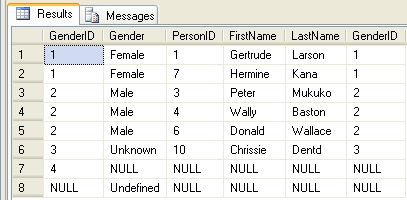 Results Messages
GenderID Gender PersonID FirstName LastName GenderID
1 1 Female 1 Gertrude Larson 1
2 1 Female 7 Hermine Kana 1
3 2 Male 3 Peter Mukuko 2
4 2 Male 4 Wally Baston 2
5 2 Male 6 Donald Wallace 2
6 3 Unknown 10 Chrissie Dentd 3
7 4 NULL NULL NULL NULL NULL
8 NULL Undefined NULL NULL NULL NULL